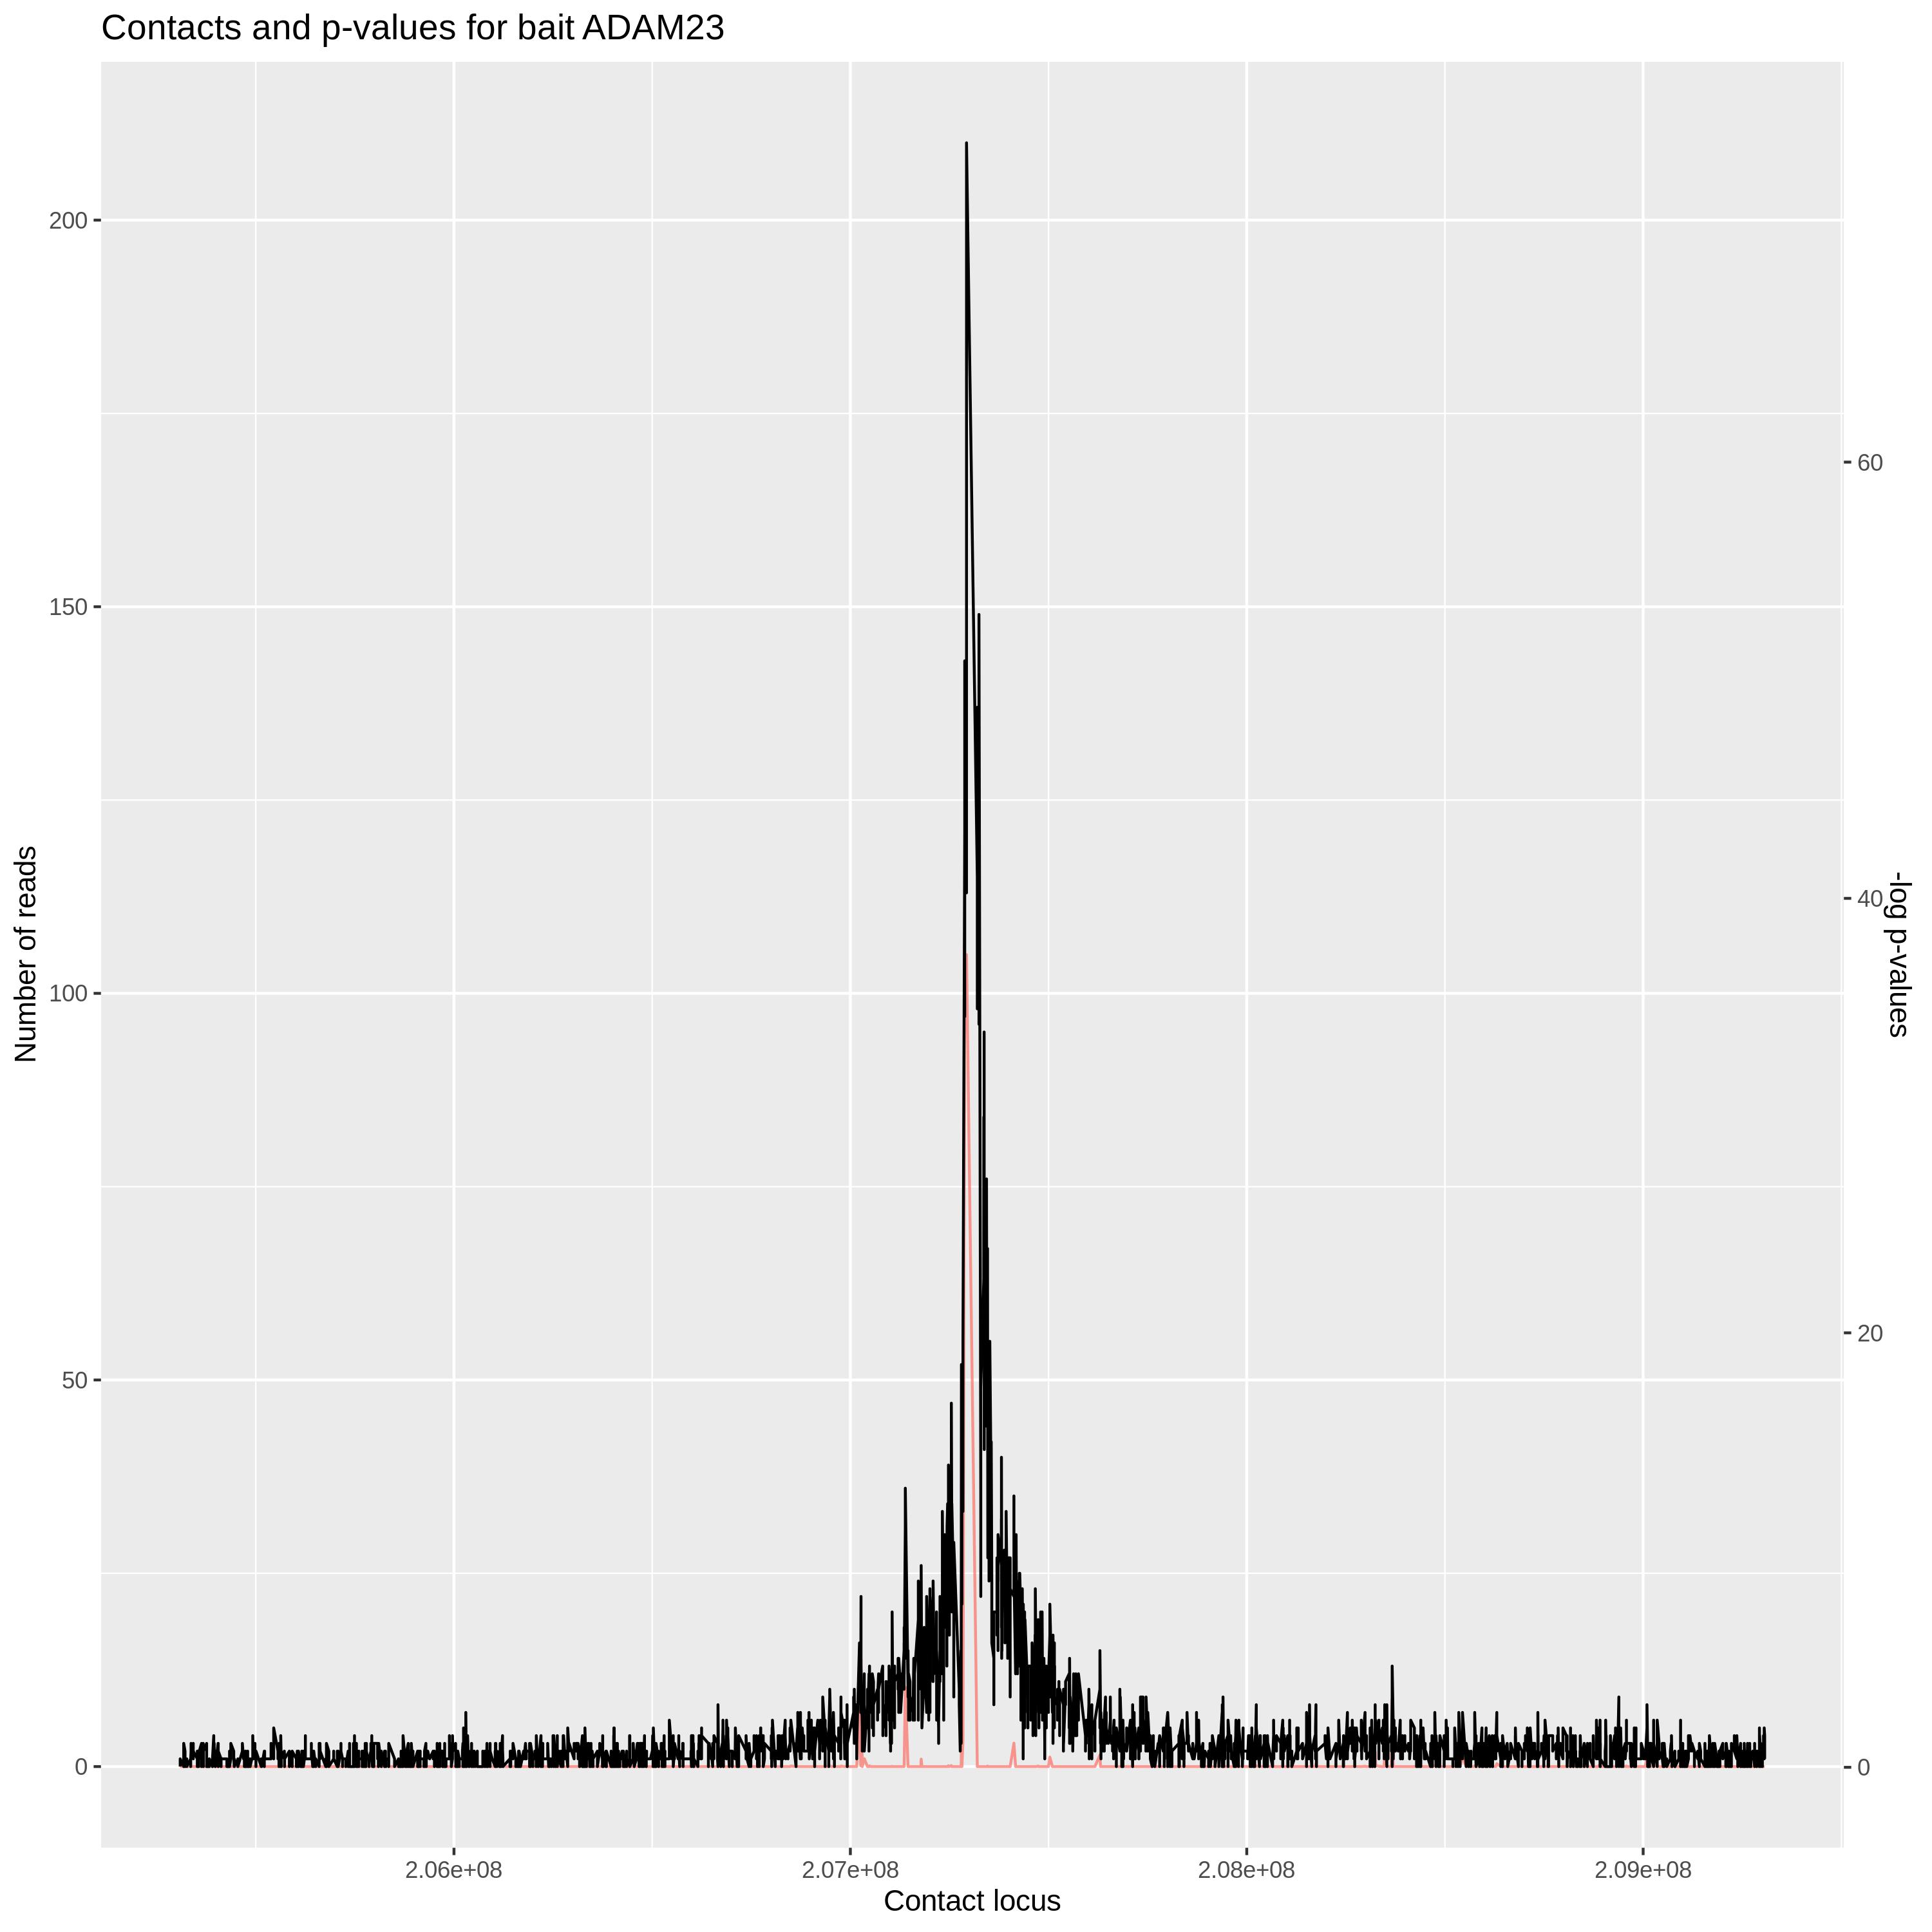 Contacts and p-values for bait ADAM23
200
150
100
50
0
60
40
20
0
Number of reads
-log p-values
2.06e+08
2.07e+08
2.08e+08
2.09e+08
Contact locus